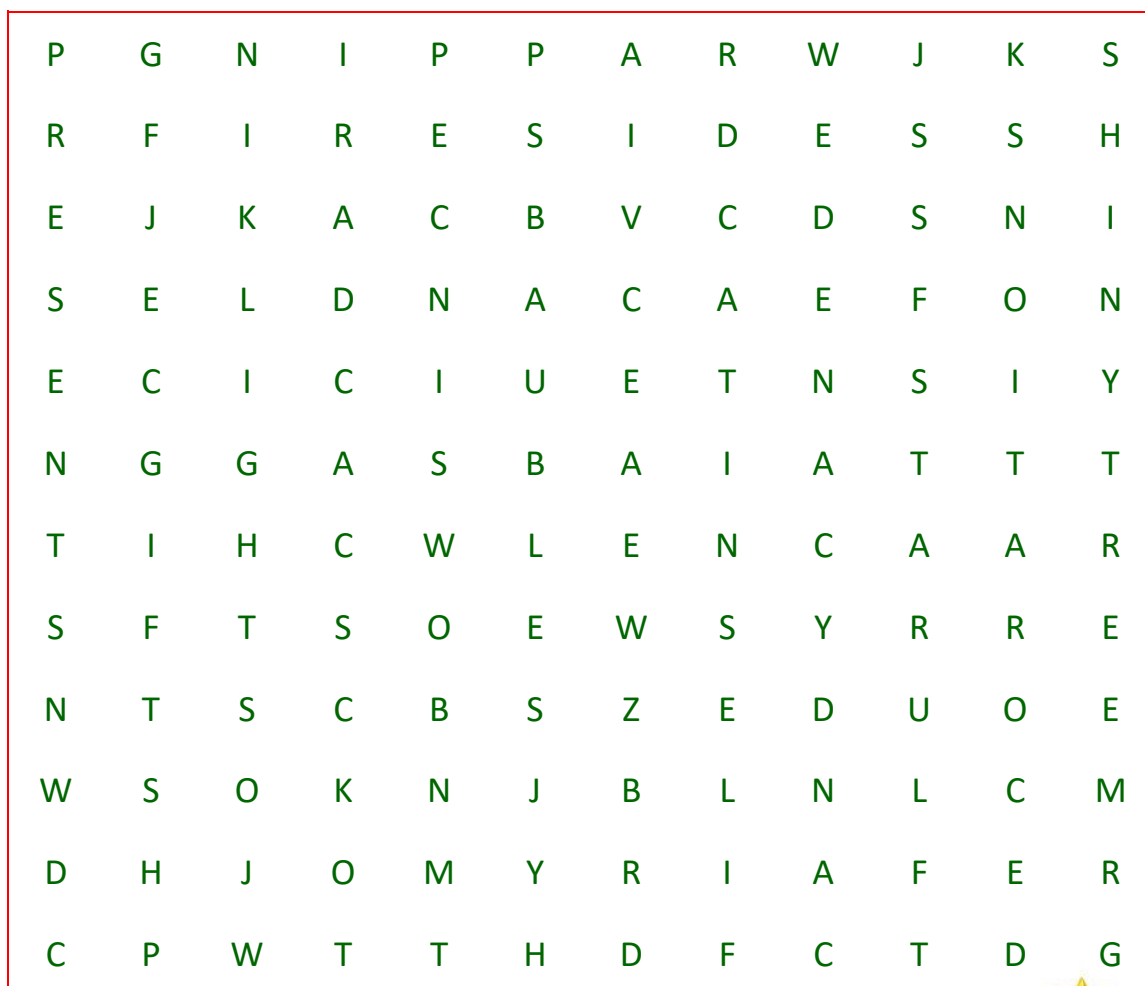 P G N I P P A R W J K S
R F I R E S I D E S S H
E J K A C B V C D S N I
S E L D N A C A E F O N
E C I C I U E T N S I Y
N G G A S B A I A T T T
T I H C W L E N C A A R
S F T S O E W S Y R R E
N T S C B S Z E D U O E
W S O K N J B L N L C M
D H J O M Y R I A F E R
C P W T T H D F C T D G